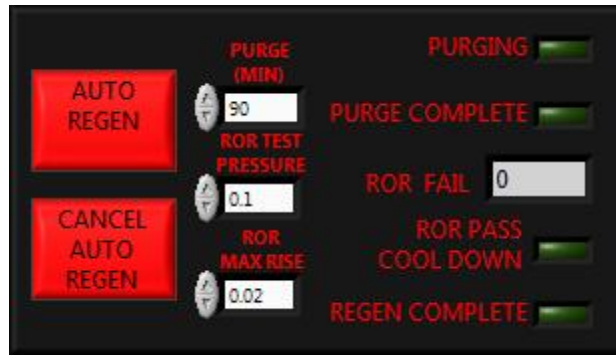 AUTO
REGEN
CANCEL
AUTO
REGEN
PURGE
(MIN)
90
ROR TEST
PRESSURE
0.1
ROR
MAX RISE
0.02
PURGING
PURGE COMPLETE
ROR FAIL 0
ROR PASS
COOL DOWN
REGEN COMPLETE